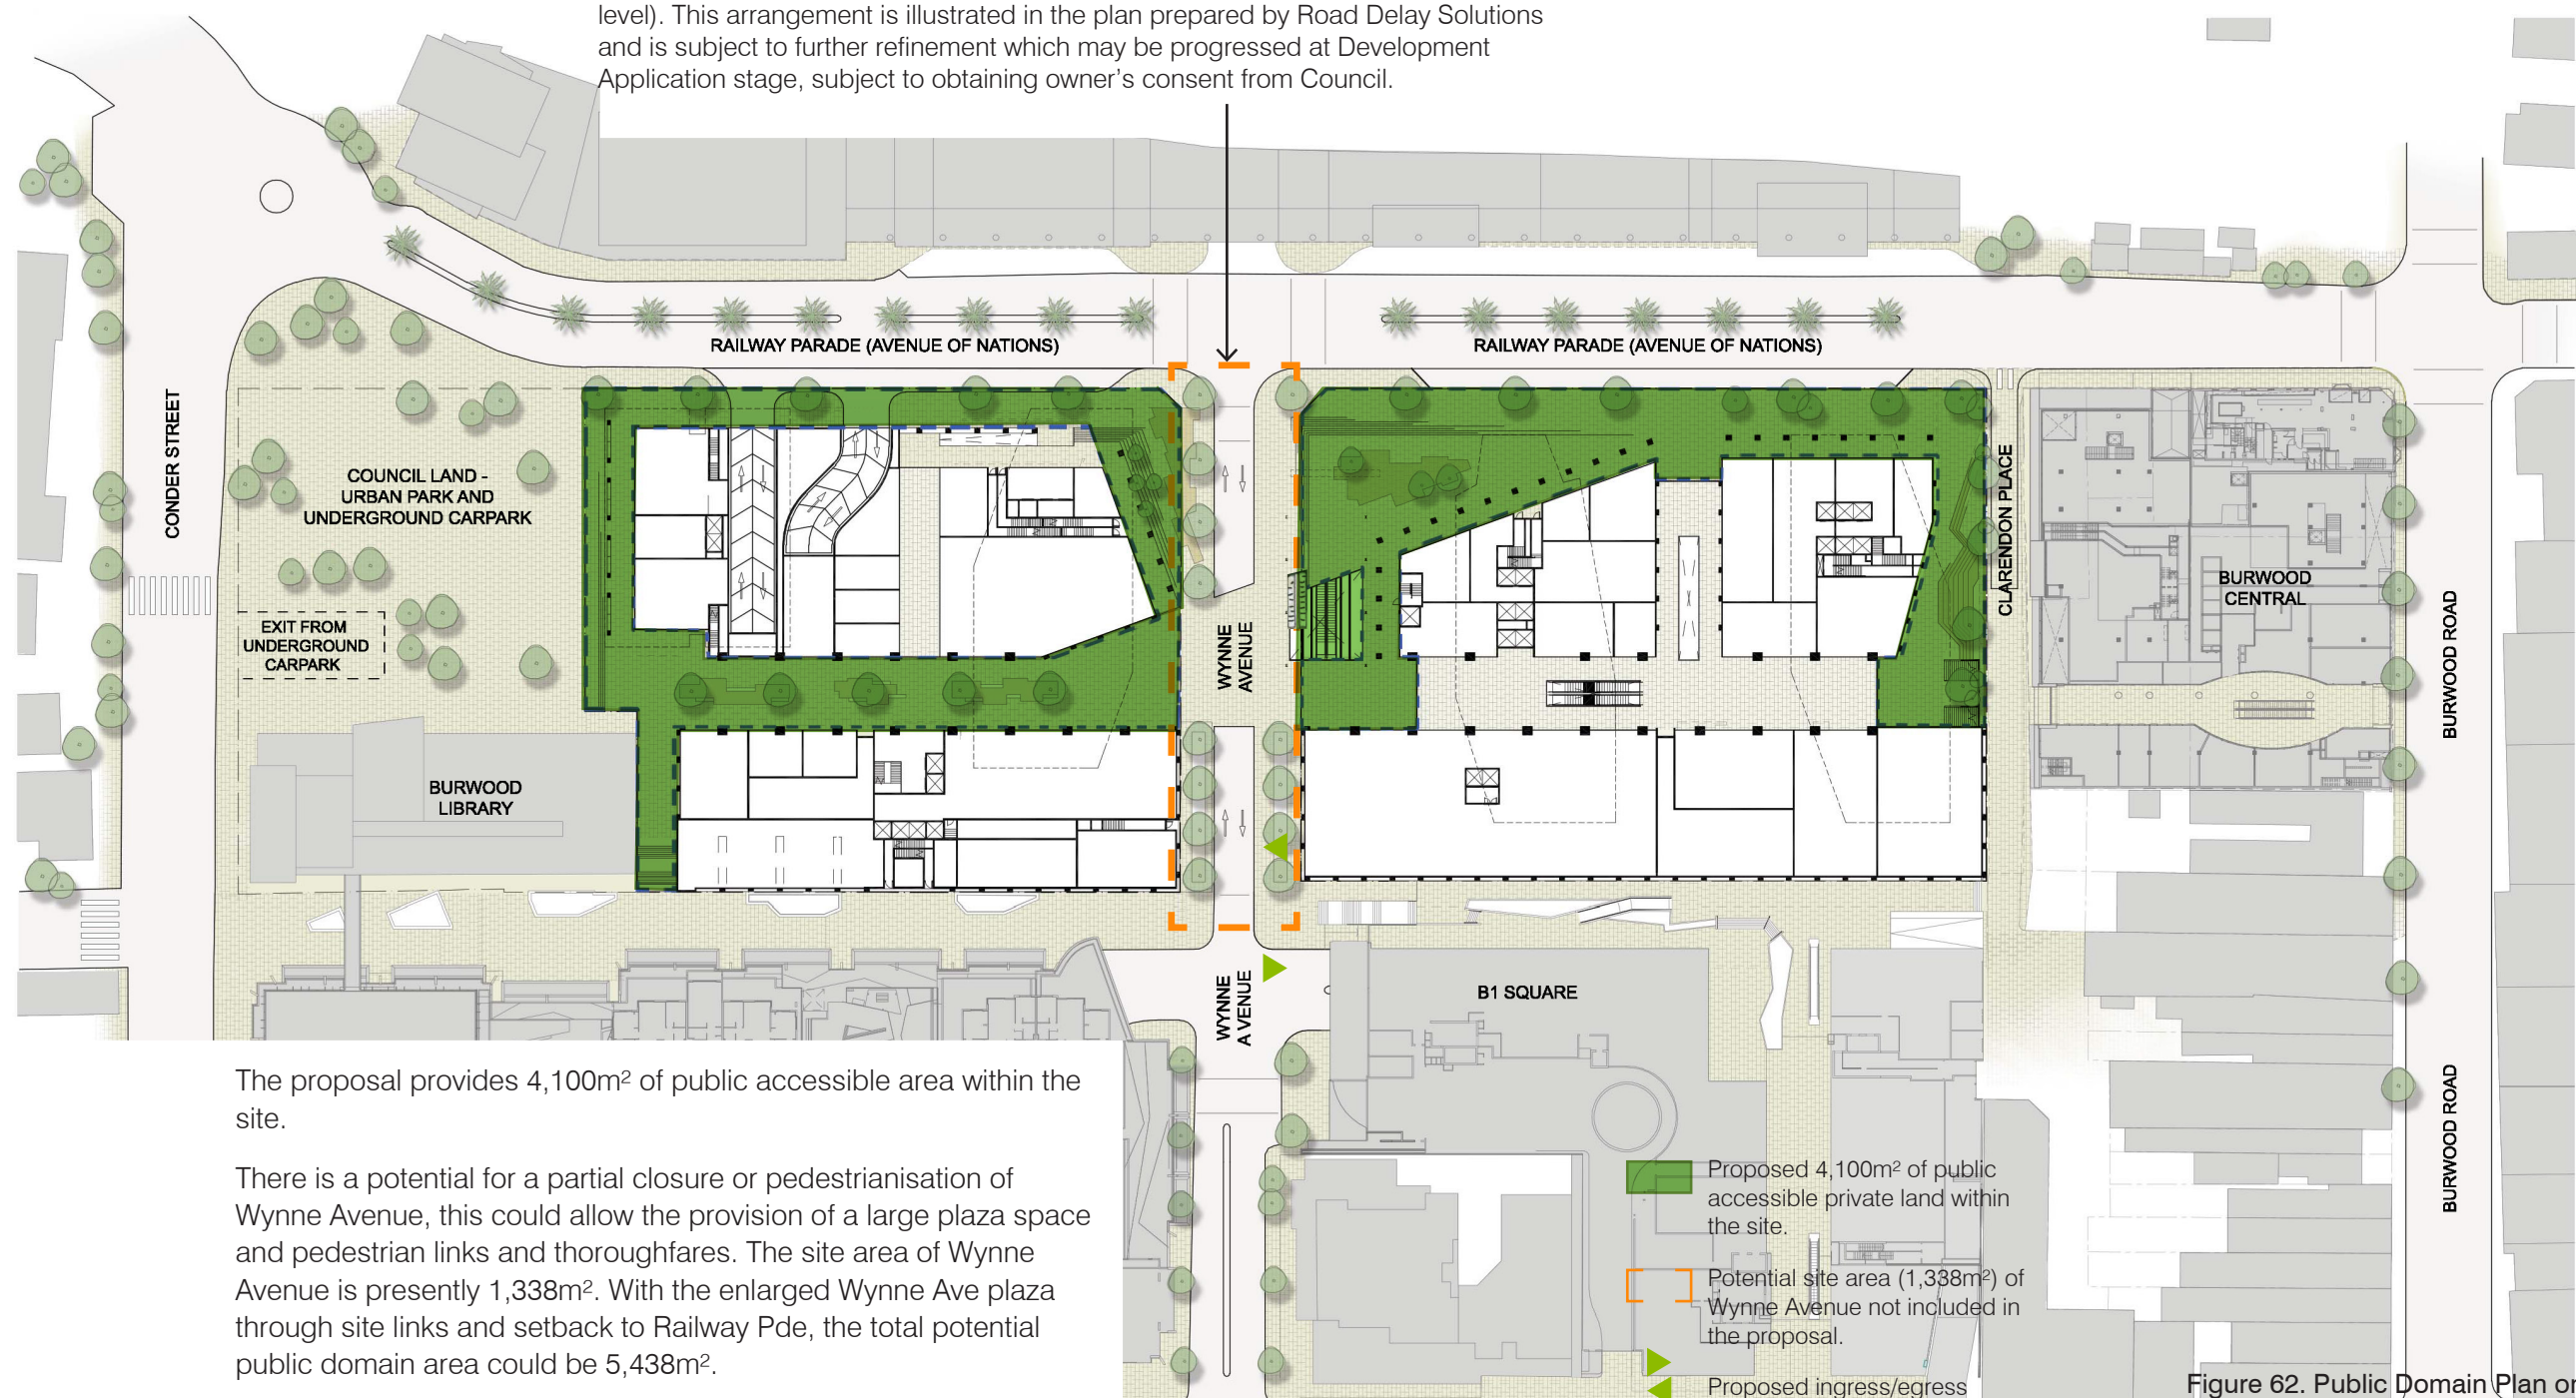 level). This arrangement is illustrated in the plan prepared by Road Delay Solutions
and is subject to further refinement which may be progressed at Development
Application stage, subject to obtaining owner's consent from Council.
RAILWAY PARADE (AVENUE OF NATIONS)
RAILWAY PARADE (AVENUE OF NATIONS)
CONDER STREET
COUNCIL LAND -
URBAN PARK AND
UNDERGROUND CARPARK
EXIT FROM
UNDERGROUND
CARPARK
WYNNE
AVENUE
CLARENDON PLACE
BURWOOD
CENTRAL
BURWOOD ROAD
BURWOOD
LIBRARY
WYNNE
AVENUE
B1 SQUARE
BURWOOD ROAD
The proposal provides 4,100m² of public accessible area within the
site.
There is a potential for a partial closure or pedestrianisation of
Wynne Avenue, this could allow the provision of a large plaza space
and pedestrian links and thoroughfares. The site area of Wynne
Avenue is presently 1,338m². With the enlarged Wynne Ave plaza
through site links and setback to Railway Pde, the total potential
public domain area could be 5,438m².
Proposed 4,100m² of public
accessible private land within
the site.
Potential site area (1,338m²) of
Wynne Avenue not included in
the proposal.
Proposed ingress/egress
Figure 62. Public Domain Plan o